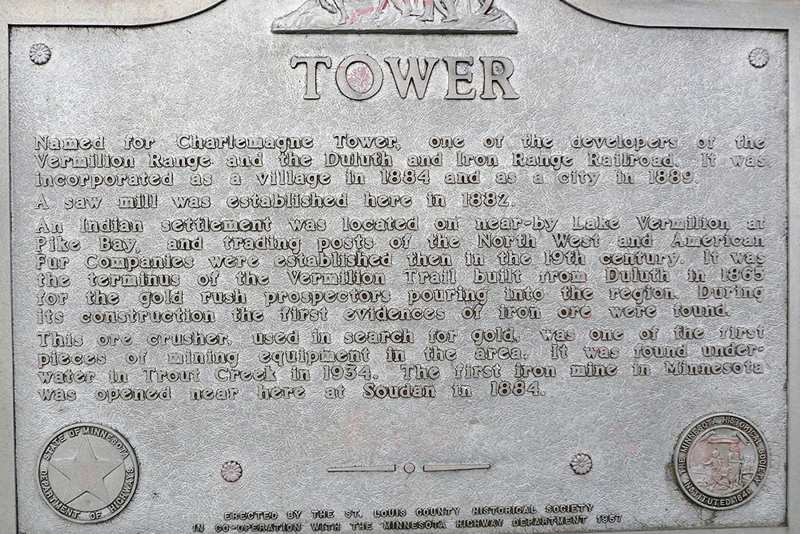 TOWER
Named for Charlemagne Tower, one of the developers of the
Vermilion Range and the Duluth and Iron Range Railroad. It was
incorporated as a village in 1884 and as a city in 1889.
A saw mill was established here in 1882.
An Indian settlement was located on near-by Lake Vermilion at
Pike Bay, and trading posts of the North West and American
Fur Companies were established then in the 19th century. It was
the terminus of the Vermilion Trail built from Duluth in 1865
for the gold rush prospectors pouring into the region. During
its construction the first evidences of iron ore were found.
This ore crusher, used in search for gold, was one of the first
pieces of mining equipment in the area. It was found under-
water in Trout Creek in 1934. The first iron mine in Minnesota
was opened near here at Soudan in 1884.
STATE OF MINNESOTA
DEPARTMENT OF HIGHWAYS
THE MINNESOTA HISTORICAL SOCIETY
INSTITUTED 1849
ERECTED BY THE ST. LOUIS COUNTY HISTORICAL SOCIETY
IN CO-OPERATION WITH THE MINNESOTA HIGHWAY DEPARTMENT 1957